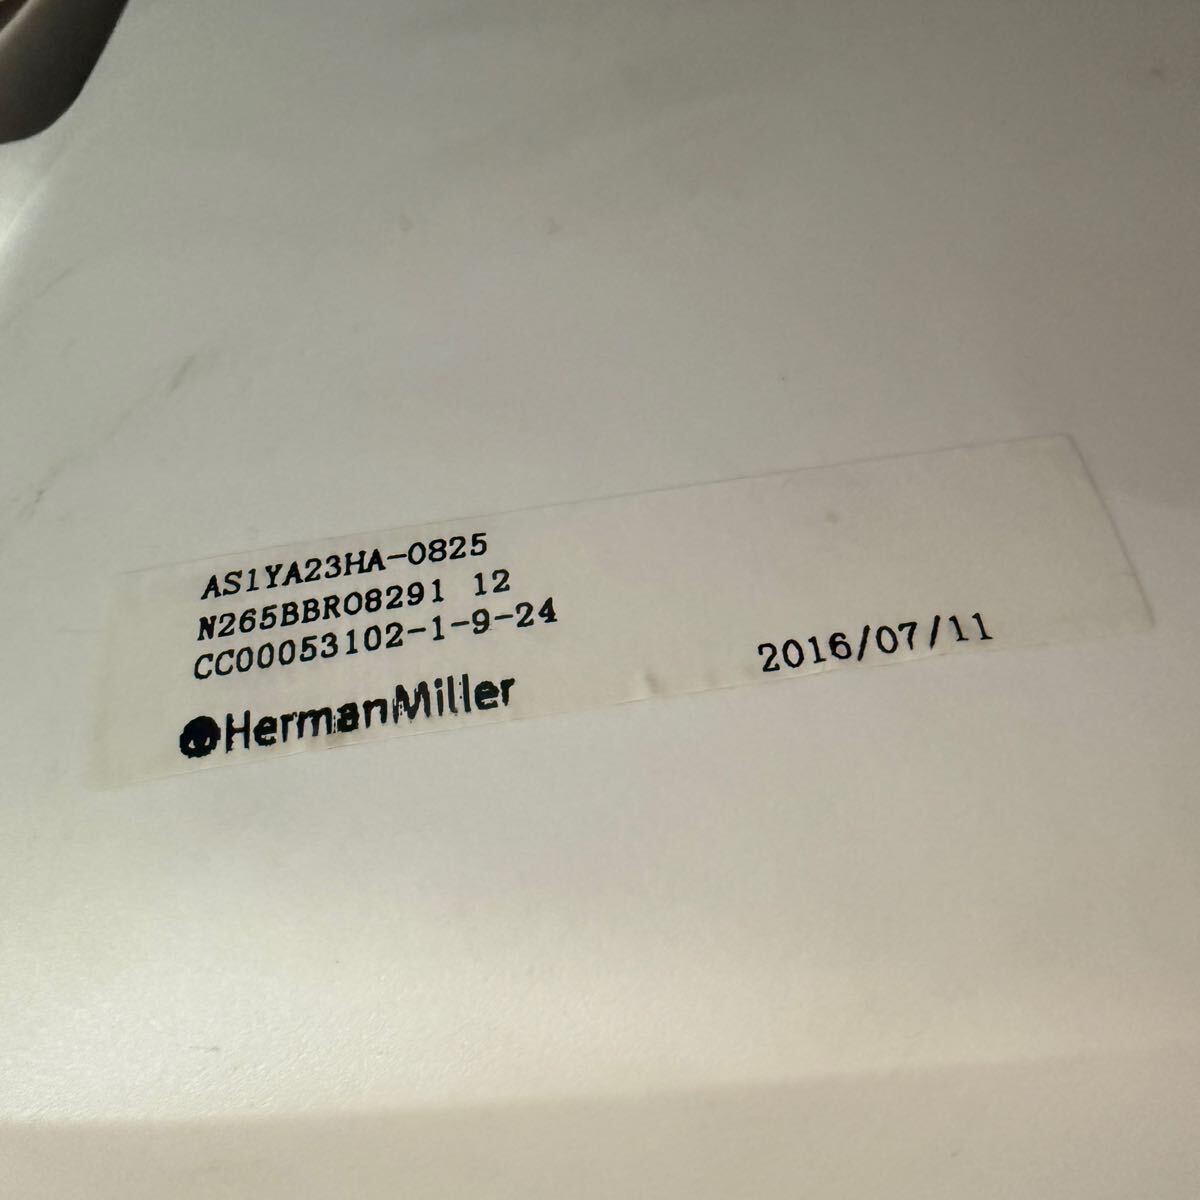 AS1YA23HA-0825
N265BBR08291 12
CC00053102-1-9-24
HermanMiller
2016/07/11